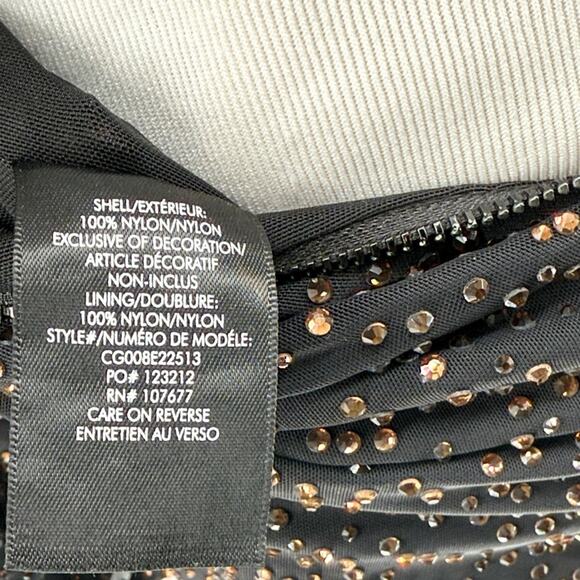 SHELL/EXTÉRIEUR:
100% NYLON/NYLON
EXCLUSIVE OF DECORATION/
ARTICLE DÉCORATIF
NON-INCLUS
LINING/DOUBLURE:
100% NYLON/NYLON
STYLE#/NUMÉRO DE MODÉLE:
CG008E22513
PO# 123212
RN# 107677
CARE ON REVERSE
ENTRETIEN AU VERSO